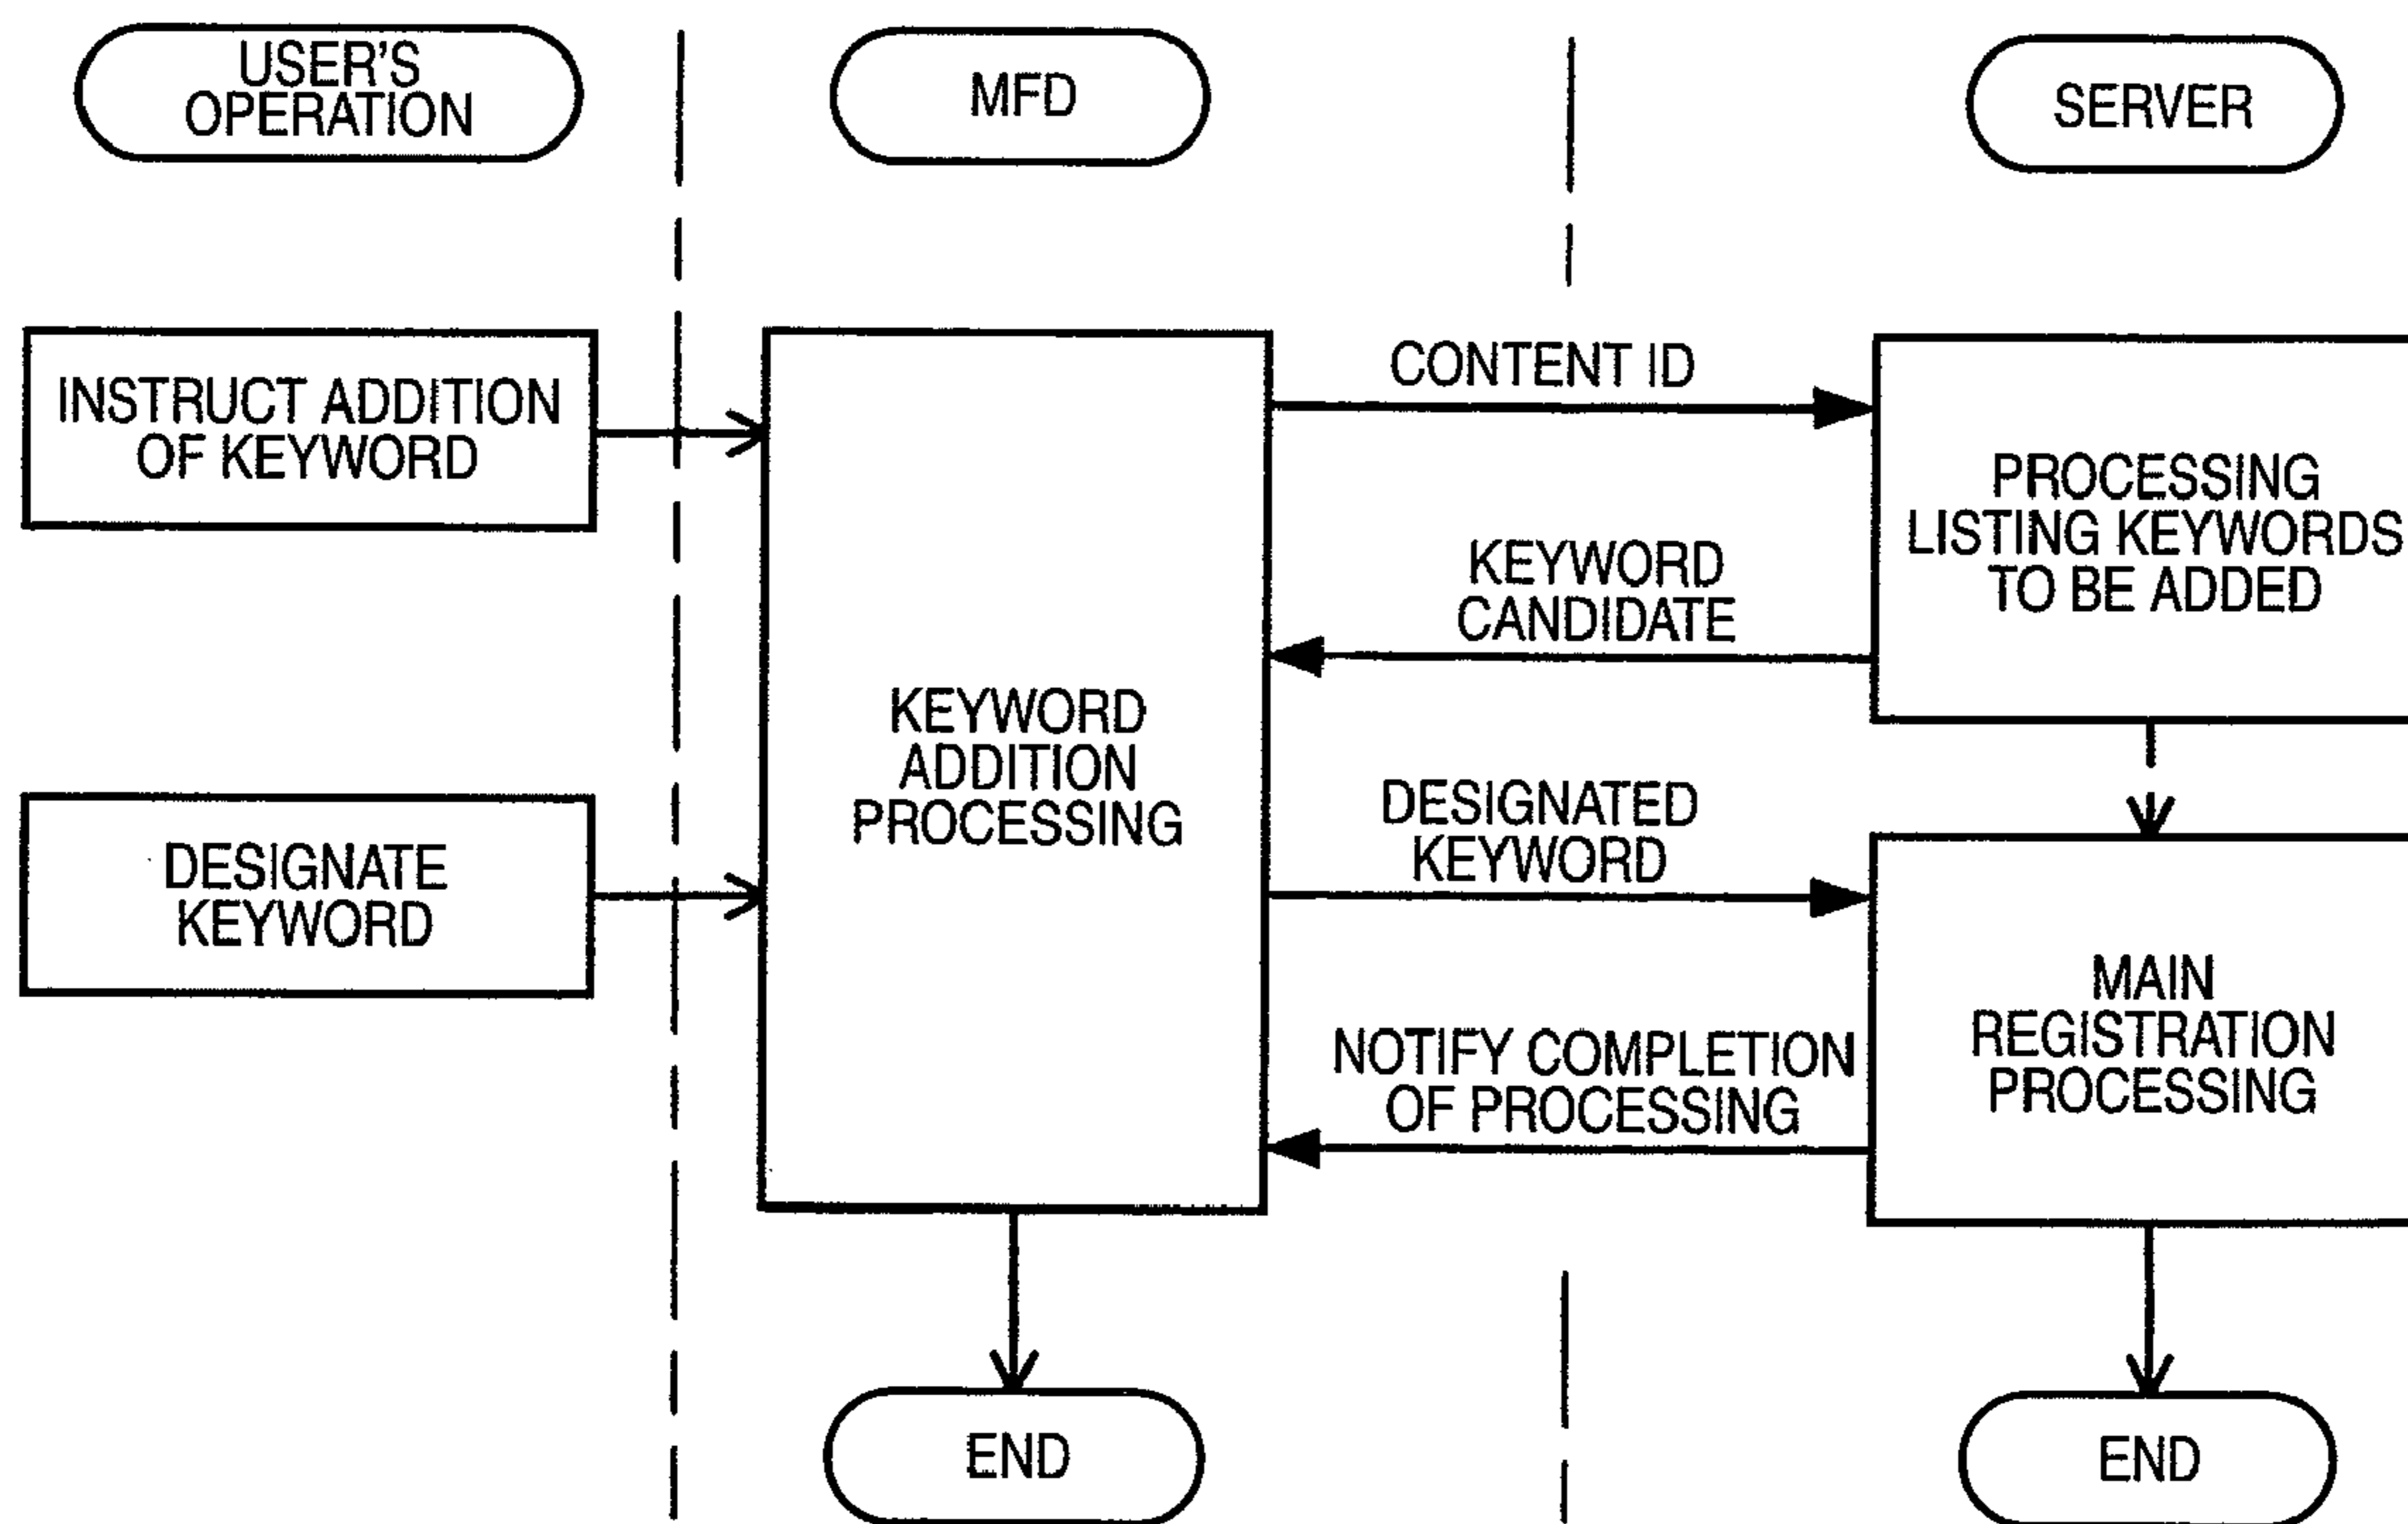 USER'S
OPERATION
MFD
SERVER
INSTRUCT ADDITION
OF KEYWORD
CONTENT ID
PROCESSING
LISTING KEYWORDS
TO BE ADDED
KEYWORD
CANDIDATE
KEYWORD
ADDITION
PROCESSING
DESIGNATED
KEYWORD
DESIGNATE
KEYWORD
MAIN
REGISTRATION
PROCESSING
NOTIFY COMPLETION
OF PROCESSING
END
END